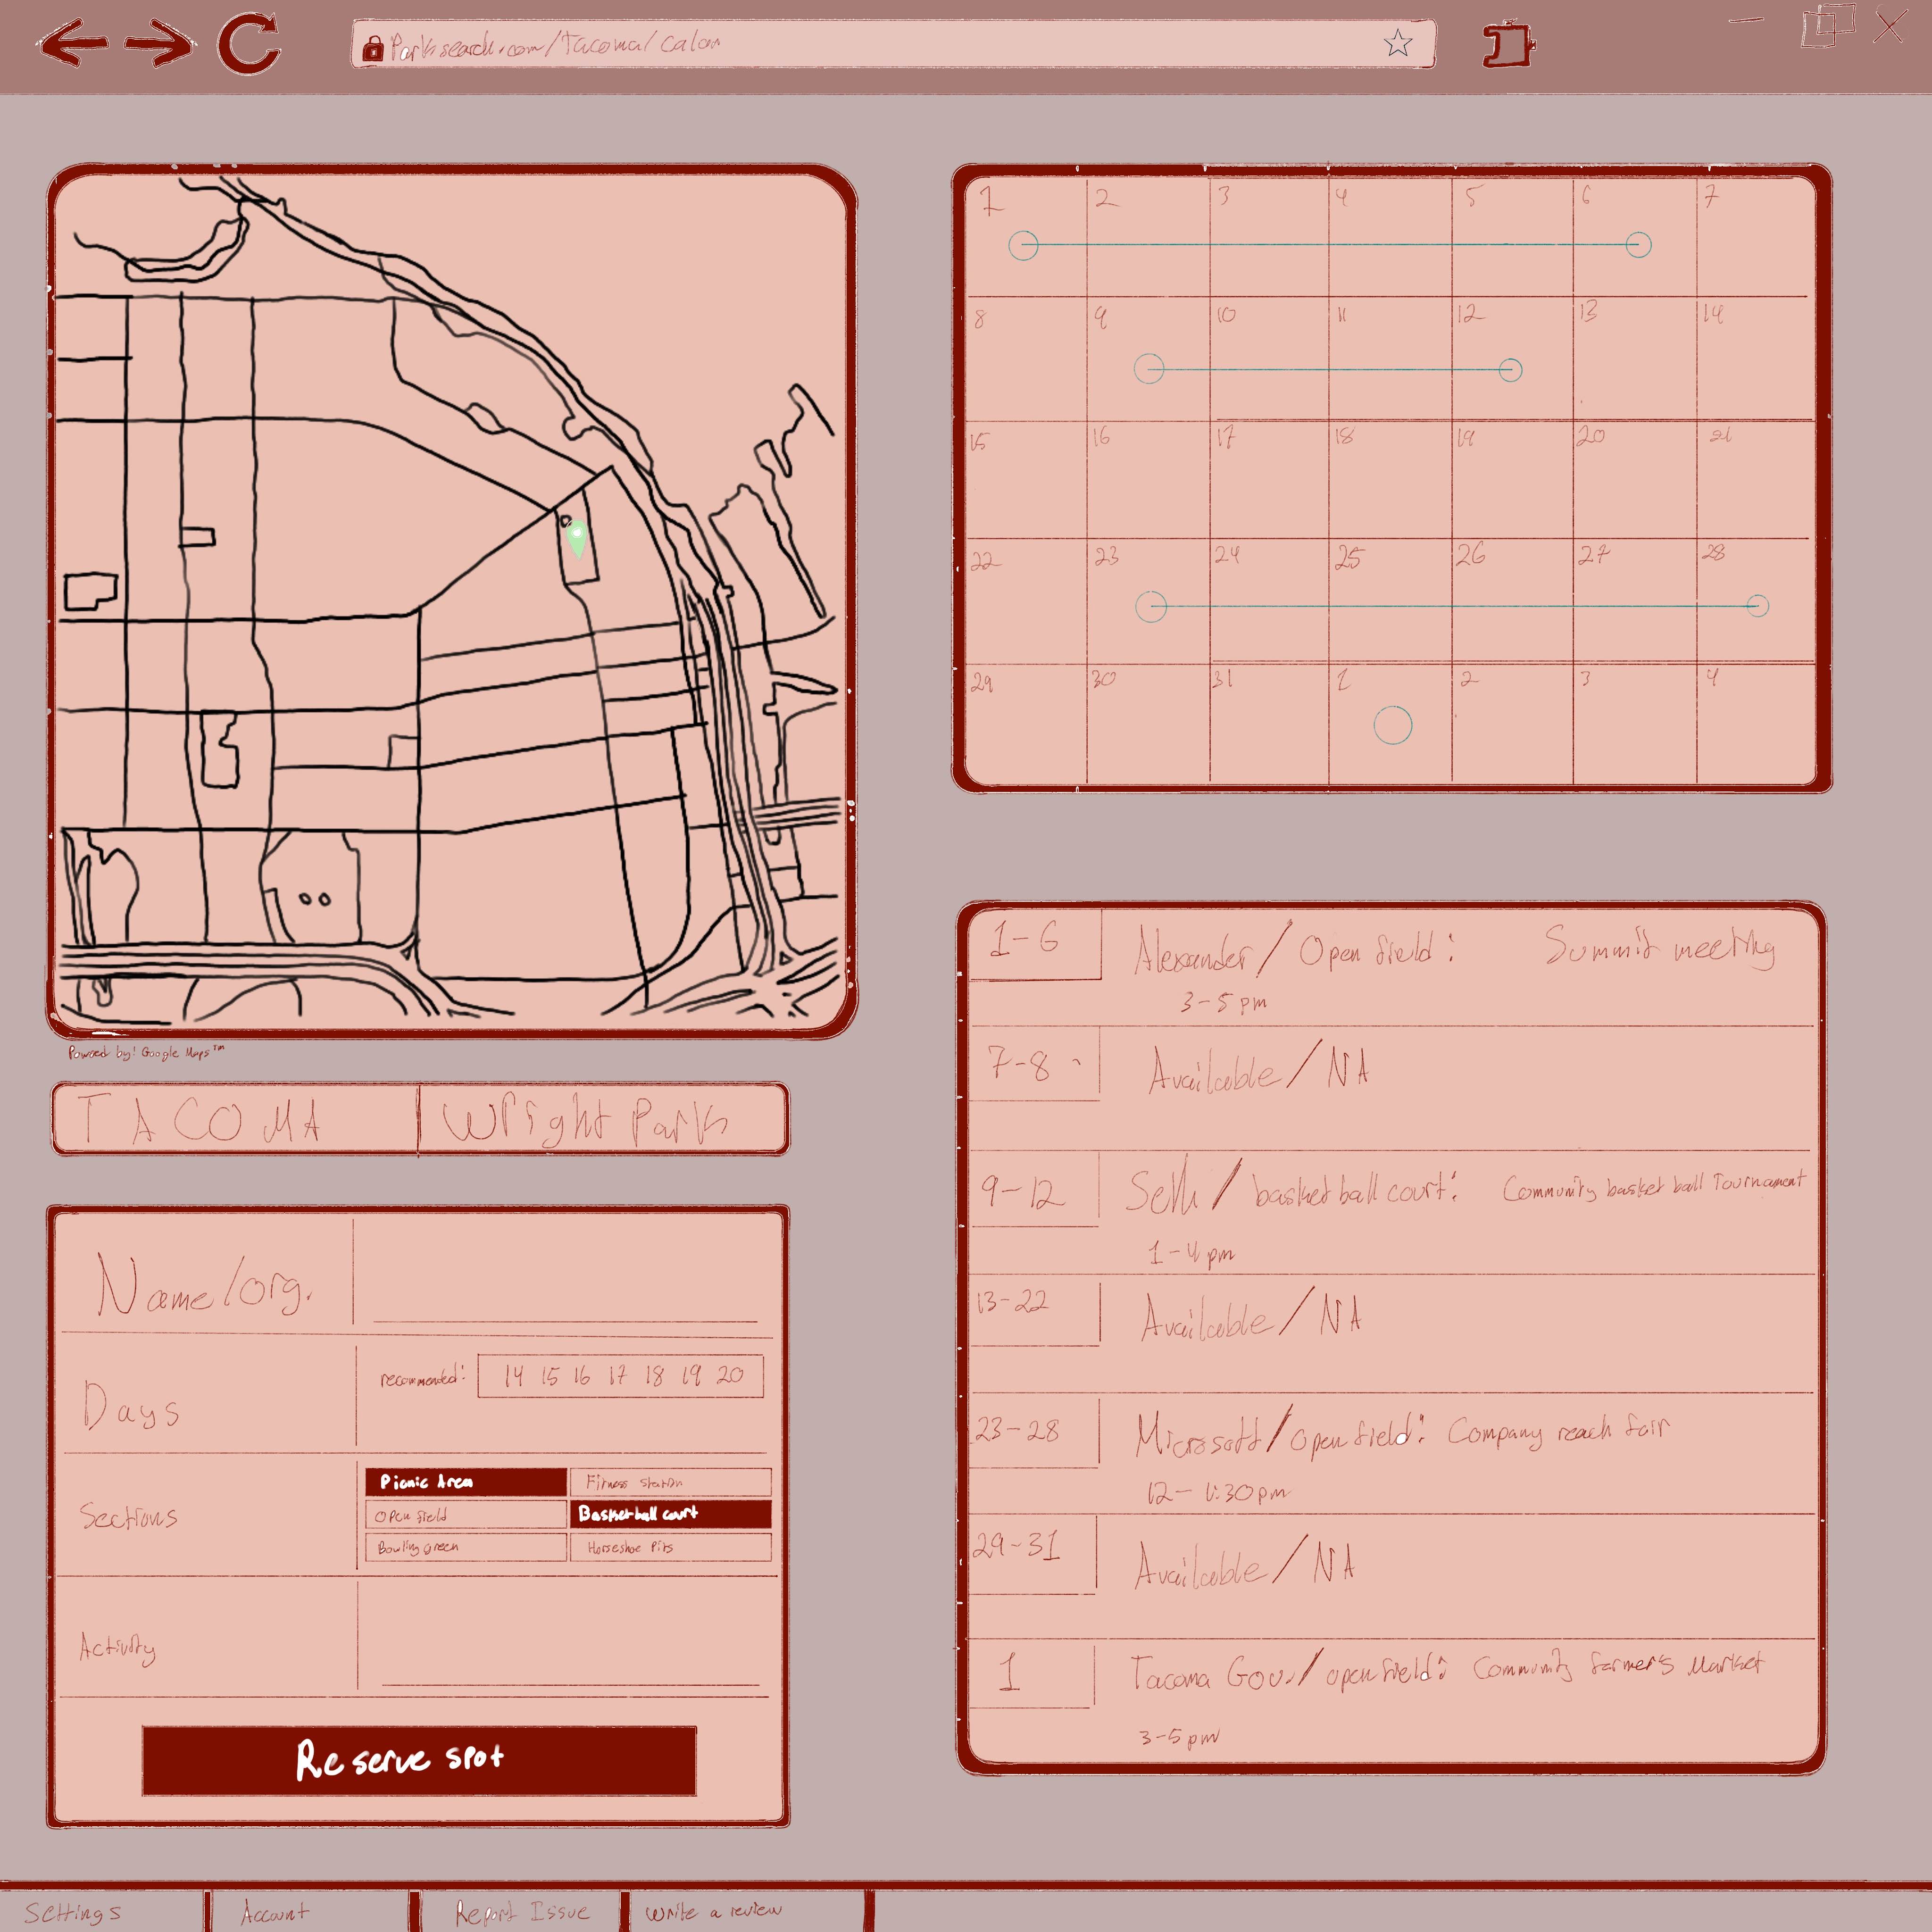 Parksearch.com/Tacoma/Calan
1 2 3 4 5 6 7
8 9 10 11 12 13 14
15 16 17 18 19 20 21
22 23 24 25 26 27 28
29 30 31 1 2 3 4
Powered by: Google Maps™
TACOMA | Wright Park
Name/org.
Days
recommended: 14 15 16 17 18 19 20
Sections
Picnic Area Fitness Station
Open field Basketball court
Bowling green Horseshoe Pits
Activity
Reserve spot
1-6 Alexander / Open field: Summit meeting
3-5 pm
7-8 Available / NA
9-12 Seth / basketball court: Community basketball Tournament
1-4 pm
13-22 Available / NA
23-28 Microsoft / open field: Company reach fair
12-1:30 pm
29-31 Available / NA
1 Tacoma Gov. / open field: Community farmer's Market
3-5 pm
Settings Account Report Issue Write a review